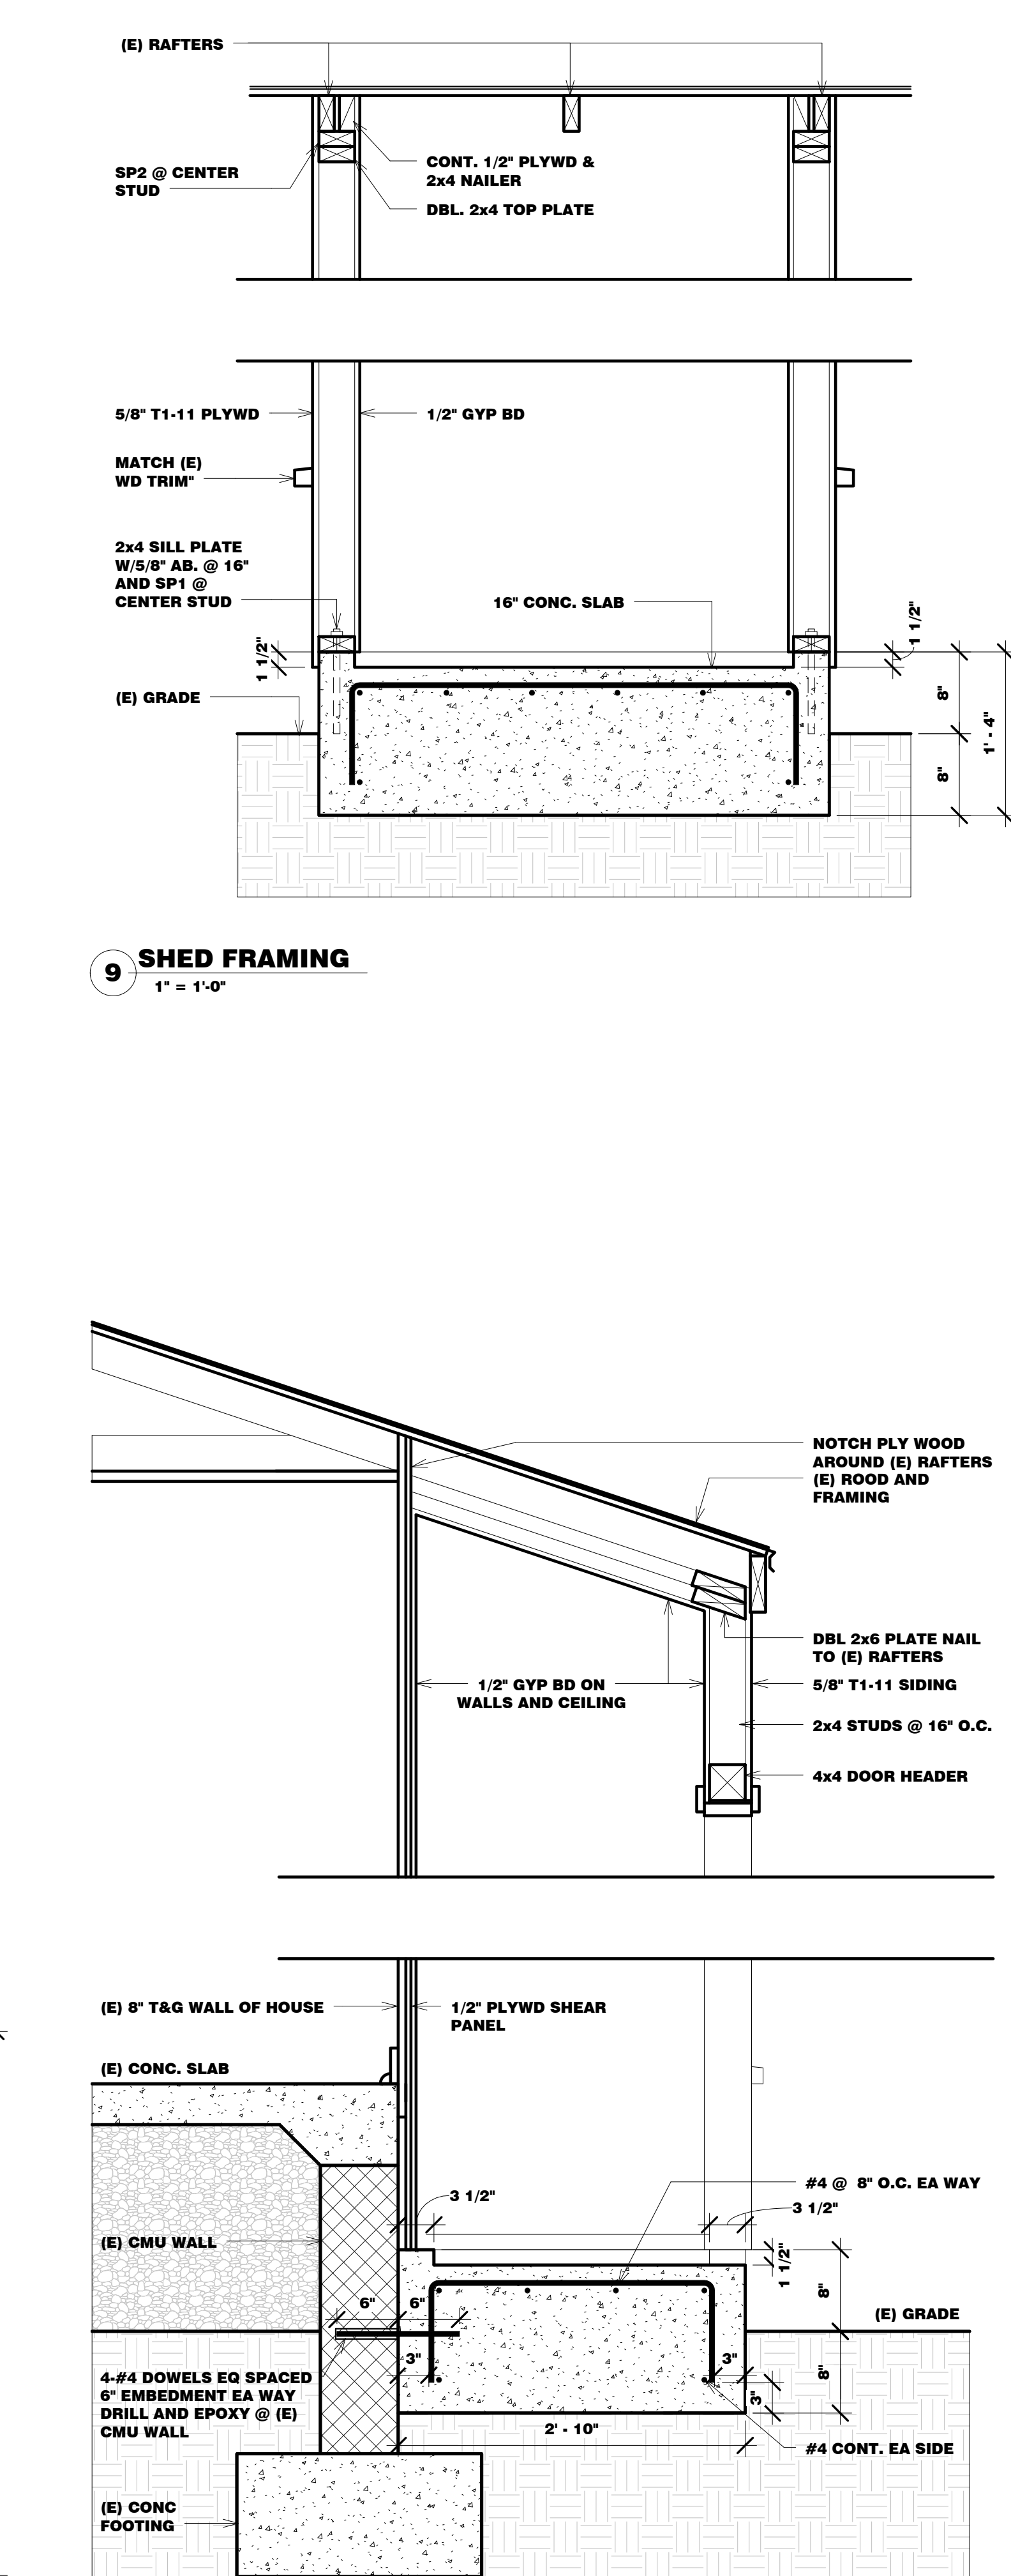 (E) RAFTERS
SP2 @ CENTER
STUD
CONT. 1/2" PLYWD &
2x4 NAILER
DBL. 2x4 TOP PLATE
5/8" T1-11 PLYWD
1/2" GYP BD
MATCH (E)
WD TRIM"
2x4 SILL PLATE
W/5/8" AB. @ 16"
AND SP1 @
CENTER STUD
16" CONC. SLAB
1 1/2"
1 1/2"
(E) GRADE
8"
1' - 4"
8"
9
SHED FRAMING
1" = 1'-0"
NOTCH PLY WOOD
AROUND (E) RAFTERS
(E) ROOD AND
FRAMING
DBL 2x6 PLATE NAIL
TO (E) RAFTERS
1/2" GYP BD ON
WALLS AND CEILING
5/8" T1-11 SIDING
2x4 STUDS @ 16" O.C.
4x4 DOOR HEADER
(E) 8" T&G WALL OF HOUSE
1/2" PLYWD SHEAR
PANEL
(E) CONC. SLAB
#4 @  8" O.C. EA WAY
3 1/2"
3 1/2"
(E) CMU WALL
1 1/2"
8"
6"
6"
(E) GRADE
3"
3"
8"
3"
4-#4 DOWELS EQ SPACED
6" EMBEDMENT EA WAY
DRILL AND EPOXY @ (E)
CMU WALL
2' - 10"
#4 CONT. EA SIDE
(E) CONC
FOOTING